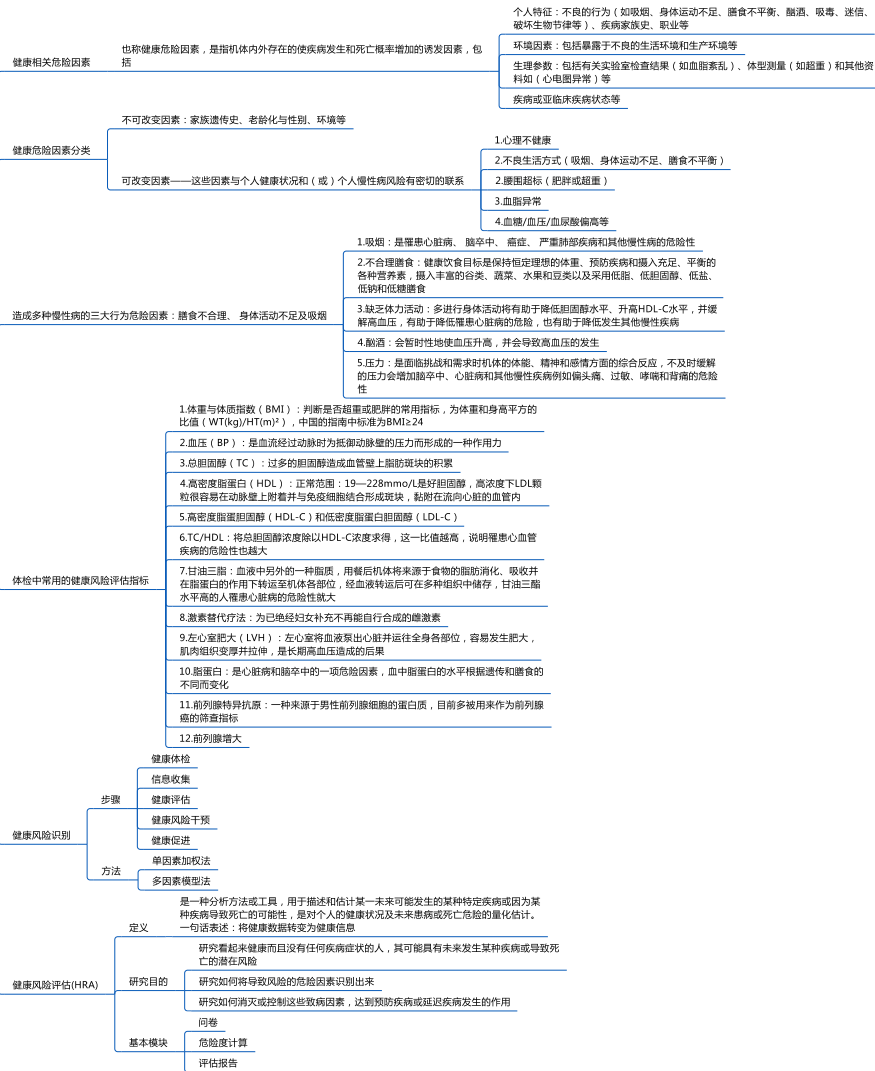 健康相关危险因素
也称健康危险因素，是指机体内外存在的使疾病发生和死亡概率增加的诱发因素，包
括
个人特征：不良的行为（如吸烟、身体运动不足、膳食不平衡、酗酒、吸毒、迷信、
破坏生物节律等）、疾病家族史、职业等
环境因素：包括暴露于不良的生活环境和生产环境等
生理参数：包括有关实验室检查结果（如血脂紊乱）、体型测量（如超重）和其他资
料如（心电图异常）等
疾病或亚临床疾病状态等
健康危险因素分类
不可改变因素：家族遗传史、老龄化与性别、环境等
可改变因素——这些因素与个人健康状况和（或）个人慢性病风险有密切的联系
1.心理不健康
2.不良生活方式（吸烟、身体活动不足、膳食不平衡）
2.腰围超标（肥胖或超重）
3.血脂异常
4.血糖/血压/血尿酸偏高等
造成多种慢性病的三大行为危险因素：膳食不合理、 身体活动不足及吸烟
1.吸烟：是罹患心脏病、 脑卒中、 癌症、 严重肺部疾病和其他慢性病的危险性
2.不合理膳食：健康饮食目标是保持恒定理想的体重、预防疾病和摄入充足、平衡的
各种营养素，摄入丰富的谷类、蔬菜、水果和豆类以及采用低脂、低胆固醇、低盐、
低钠和低糖膳食
3.缺乏体力活动：多进行身体活动将有助于降低胆固醇水平、升高HDL-C水平，并缓
解高血压，有助于降低罹患心脏病的危险，也有助于降低发生其他慢性疾病
4.酗酒：会暂时性地使血压升高，并会导致高血压的发生
5.压力：是面临挑战和需求时机体的体能、精神和感情方面的综合反应，不及时缓解
的压力会增加脑卒中、心脏病和其他慢性疾病例如偏头痛、过敏、哮喘和背痛的危险
性
体检中常用的健康风险评估指标
1.体重与体质指数（BMI）：判断是否超重或肥胖的常用指标，为体重和身高平方的
比值（WT(kg)/HT(m)²），中国的指南中标准为BMI≥24
2.血压（BP）：是血流经过动脉时为抵御动脉壁的压力而形成的一种作用力
3.总胆固醇（TC）：过多的胆固醇造成血管壁上脂肪斑块的积累
4.高密度脂蛋白（HDL）：正常范围：19—228mmo/L是好胆固醇，高浓度下LDL颗
粒很容易在动脉壁上附着并与免疫细胞结合形成斑块，黏附在流向心脏的血管内
5.高密度脂蛋胆固醇（HDL-C）和低密度脂蛋白胆固醇（LDL-C）
6.TC/HDL：将总胆固醇浓度除以HDL-C浓度求得，这一比值越高，说明罹患心血管
疾病的危险性也越大
7.甘油三脂：血液中另外的一种脂质，用餐后机体将来源于食物的脂肪消化、吸收并
在脂蛋白的作用下转运至机体各部位，经血液转运后可在多种组织中储存，甘油三酯
水平高的人罹患心脏病的危险性就大
8.激素替代疗法：为已绝经妇女补充不再能自行合成的雌激素
9.左心室肥大（LVH）：左心室将血液泵出心脏并运往全身各部位，容易发生肥大，
肌肉组织变厚并拉伸，是长期高血压造成的后果
10.脂蛋白：是心脏病和脑卒中的一项危险因素，血中脂蛋白的水平根据遗传和膳食的
不同而变化
11.前列腺特异抗原：一种来源于男性前列腺细胞的蛋白质，目前多被用来作为前列腺
癌的筛查指标
12.前列腺增大
健康风险识别
步骤
健康体检
信息收集
健康评估
健康风险干预
健康促进
方法
单因素加权法
多因素模型法
健康风险评估(HRA)
定义
是一种分析方法或工具，用于描述和估计某一未来可能发生的某种特定疾病或因为某
种疾病导致死亡的可能性，是对个人的健康状况及未来患病或死亡危险的量化估计。
一句话表述：将健康数据转变为健康信息
研究目的
研究看起来健康而且没有任何疾病症状的人，其可能具有未来发生某种疾病或导致死
亡的潜在风险
研究如何将导致风险的危险因素识别出来
研究如何消灭或控制这些致病因素，达到预防疾病或延迟疾病发生的作用
基本模块
问卷
危险度计算
评估报告